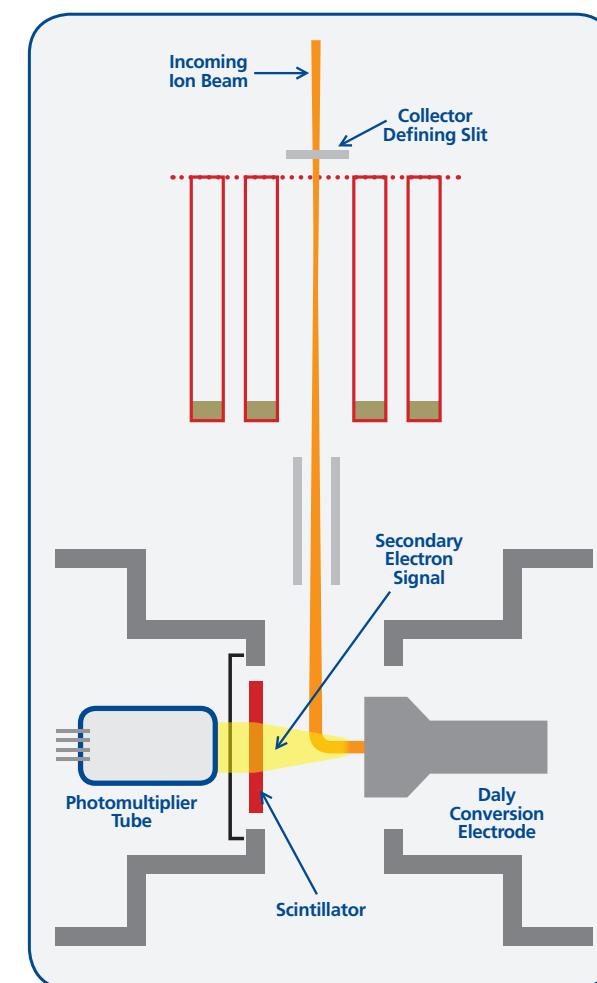 Incoming
Ion Beam
Collector
Defining Slit
Secondary
Electron
Signal
Photomultiplier
Tube
Daly
Conversion
Electrode
Scintillator